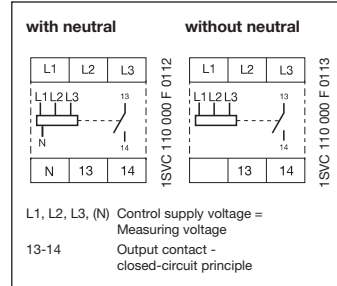 with neutral
without neutral
L1 L2 L3
L1 L2 L3
13
N
14
N 13 14
1SVC 110 000 F 0112
L1 L2 L3
L1 L2 L3
13
14
13 14
1SVC 110 000 F 0113
L1, L2, L3, (N) Control supply voltage =
Measuring voltage
13-14 Output contact -
closed-circuit principle